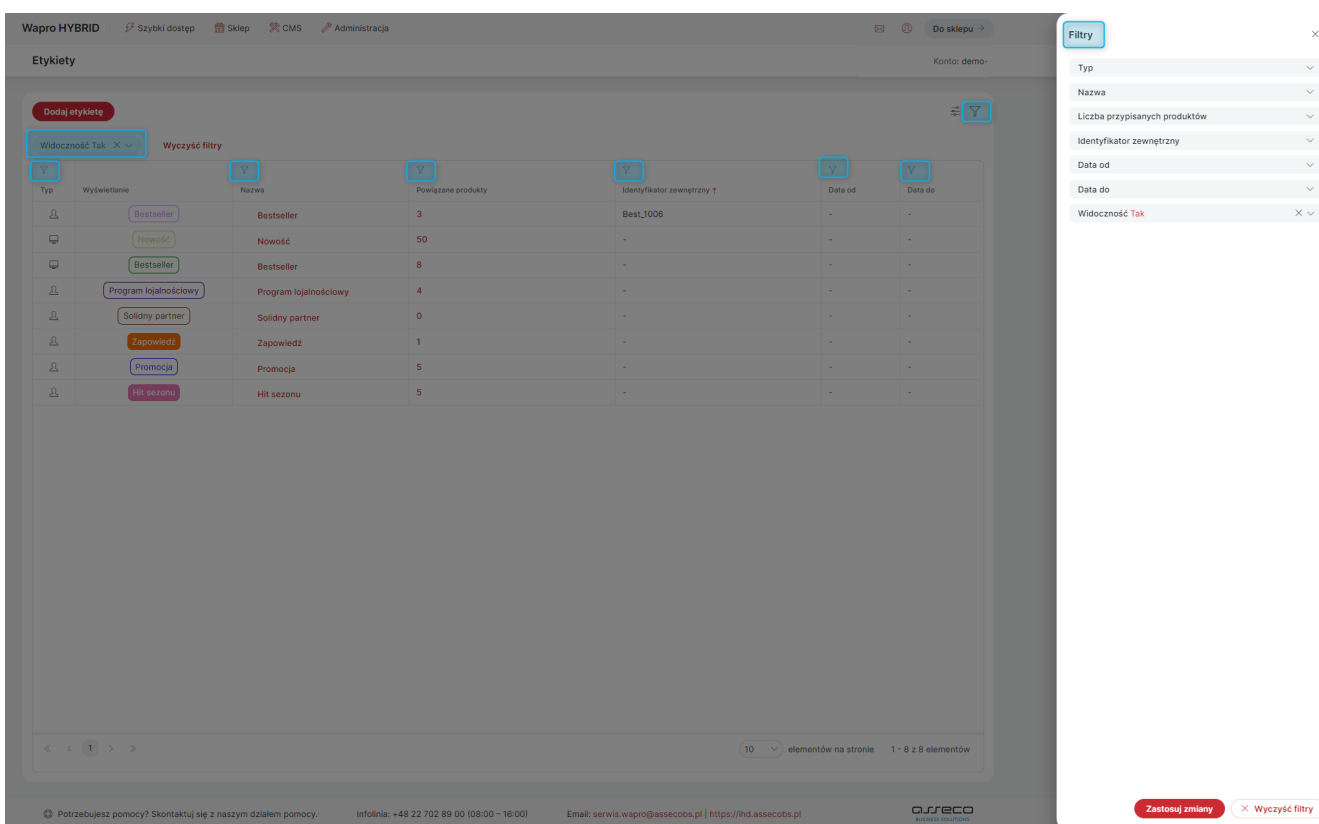 Wapro HYBRID Szybki dostęp Sklep CMS Administracja Do sklepu
Etykiety Konto: demo-
Dodaj etykietę
Widoczność Tak Wyczyść filtry
Typ Wyświetlanie Nazwa Powiązane produkty Identyfikator zewnętrzny ↑ Data od Data do
Bestseller Bestseller 3 Best_1006 - -
Nowość Nowość 50 - - -
Bestseller Bestseller 8 - - -
Program lojalnościowy Program lojalnościowy 4 - - -
Solidny partner Solidny partner 0 - - -
Zapowiedź Zapowiedź 1 - - -
Promocja Promocja 5 - - -
Hit sezonu Hit sezonu 5 - - -
1 10 elementów na stronie 1 - 8 z 8 elementów
Potrzebujesz pomocy? Skontaktuj się z naszym działem pomocy. Infolinia: +48 22 702 89 00 (08:00 – 16:00) Email: serwis.wapro@assecobs.pl | https://ihd.assecobs.pl
asseco
BUSINESS SOLUTIONS
Filtry
Typ
Nazwa
Liczba przypisanych produktów
Identyfikator zewnętrzny
Data od
Data do
Widoczność Tak
Zastosuj zmiany Wyczyść filtry